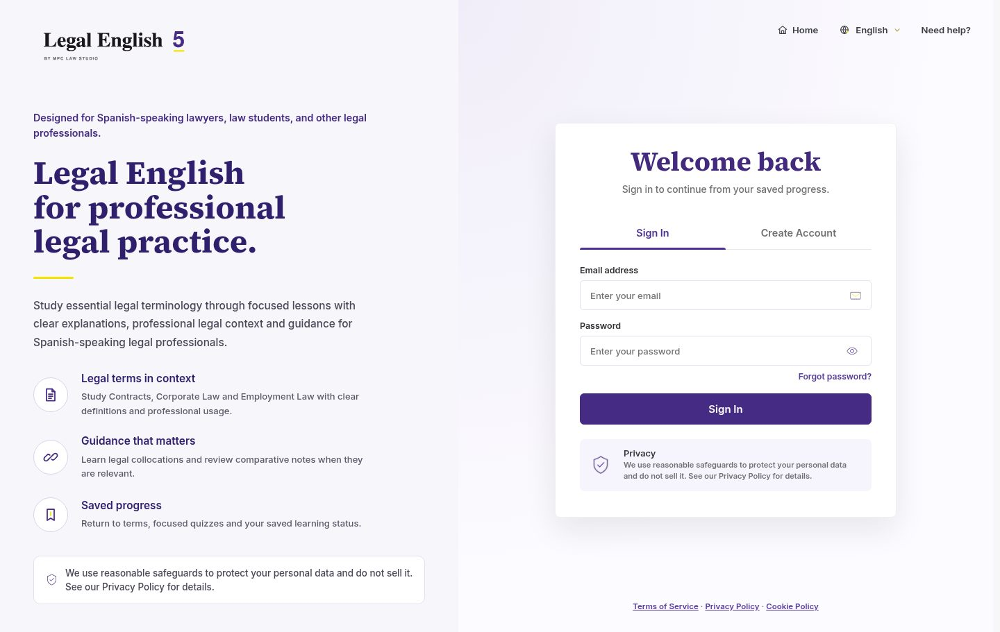 Legal English 5
BY MPC LAW STUDIO
Home
English
Need help?
Designed for Spanish-speaking lawyers, law students, and other legal
professionals.
Legal English
for professional
legal practice.
Study essential legal terminology through focused lessons with
clear explanations, professional legal context and guidance for
Spanish-speaking legal professionals.
Legal terms in context
Study Contracts, Corporate Law and Employment Law with clear
definitions and professional usage.
Guidance that matters
Learn legal collocations and review comparative notes when they
are relevant.
Saved progress
Return to terms, focused quizzes and your saved learning status.
We use reasonable safeguards to protect your personal data and do not sell it.
See our Privacy Policy for details.
Welcome back
Sign in to continue from your saved progress.
Sign In
Create Account
Email address
Enter your email
Password
Enter your password
Forgot password?
Sign In
Privacy
We use reasonable safeguards to protect your personal data
and do not sell it. See our Privacy Policy for details.
Terms of Service · Privacy Policy · Cookie Policy